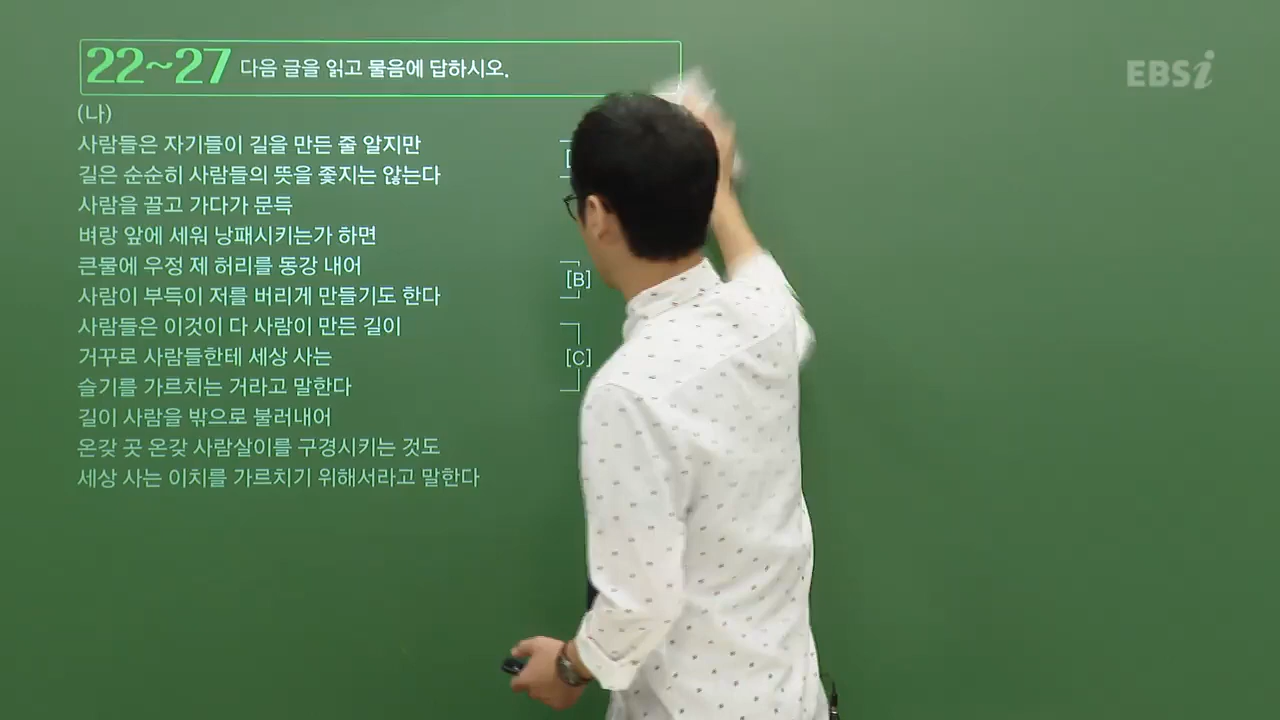 22~27 다음 글을 읽고 물음에 답하시오.
EBSi
(나)
사람들은 자기들이 길을 만든 줄 알지만
길은 순순히 사람들의 뜻을 좇지는 않는다
사람을 끌고 가다가 문득
벼랑 앞에 세워 낭패시키는가 하면
큰물에 우정 제 허리를 동강 내어
[B]
사람이 부득이 저를 버리게 만들기도 한다
사람들은 이것이 다 사람이 만든 길이
거꾸로 사람들한테 세상 사는
[C]
슬기를 가르치는 거라고 말한다
길이 사람을 밖으로 불러내어
온갖 곳 온갖 사람살이를 구경시키는 것도
세상 사는 이치를 가르치기 위해서라고 말한다